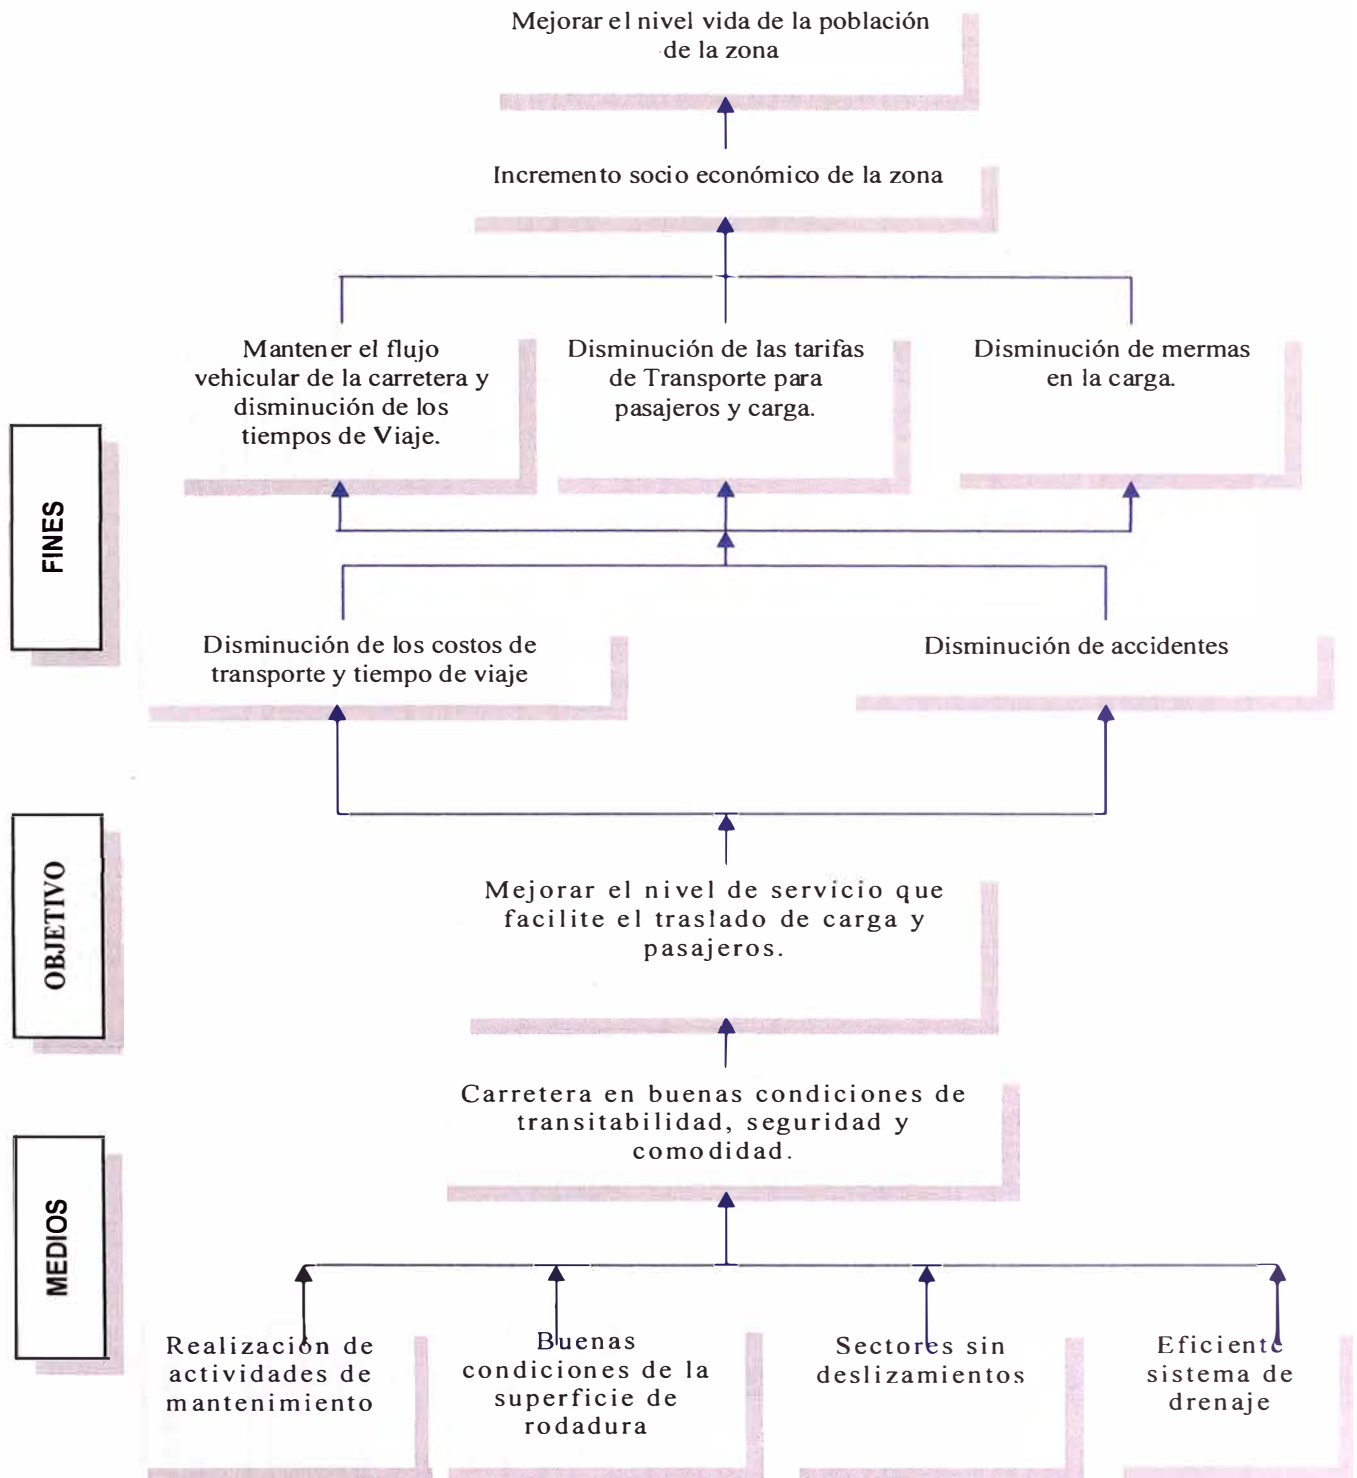 Mejorar el nivel vida de la población
de la zona
Incremento socio económico de la zona
Mantener el flujo
vehicular de la carretera y
disminución de los
tiempos de Viaje.
Disminución de las tarifas
de Transporte para
pasajeros y carga.
Disminución de mermas
en la carga.
FINES
Disminución de los costos de
transporte y tiempo de viaje
Disminución de accidentes
OBJETIVO
Mejorar el nivel de servicio que
facilite el traslado de carga y
pasajeros.
Carretera en buenas condiciones de
transitabilidad, seguridad y
comodidad.
MEDIOS
Realización de
actividades de
mantenimiento
Buenas
condiciones de la
superficie de
rodadura
Sectores sin
deslizamientos
Eficiente
sistema de
drenaje